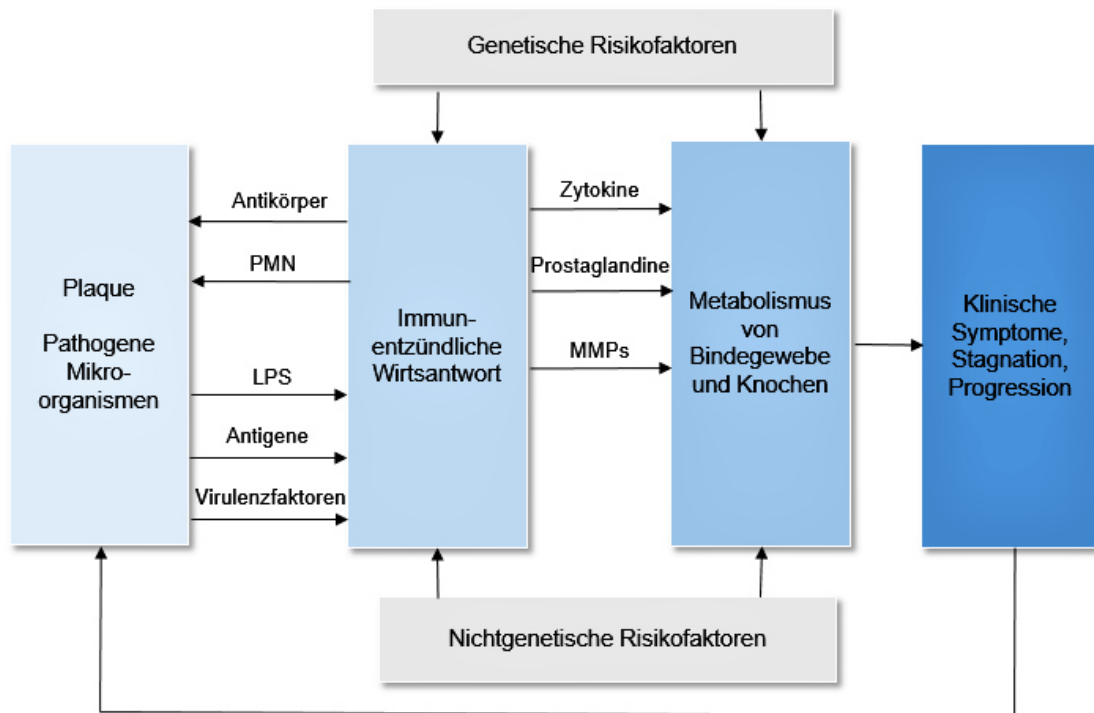 Genetische Risikofaktoren
Plaque
Pathogene
Mikro-
organismen
Antikörper
PMN
LPS
Antigene
Virulenzfaktoren
Immun-
entzündliche
Wirtsantwort
Zytokine
Prostaglandine
MMPs
Metabolismus
von
Bindegewebe
und Knochen
Klinische
Symptome,
Stagnation,
Progression
Nichtgenetische Risikofaktoren